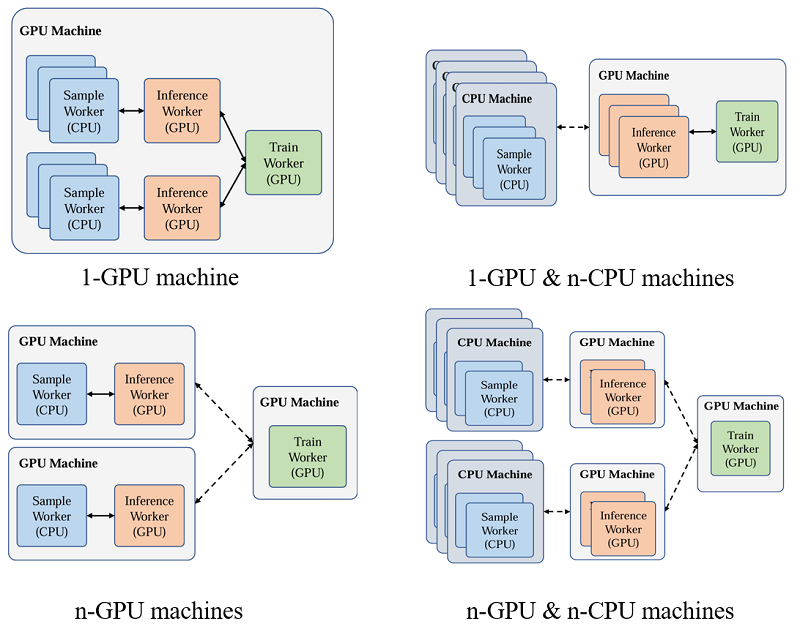 GPU Machine
Sample
Worker
(CPU)
Inference
Worker
(GPU)
Sample
Worker
(CPU)
Inference
Worker
(GPU)
Train
Worker
(GPU)
1-GPU machine
CPU Machine
Sample
Worker
(CPU)
GPU Machine
Inference
Worker
(GPU)
Train
Worker
(GPU)
1-GPU & n-CPU machines
GPU Machine
Sample
Worker
(CPU)
Inference
Worker
(GPU)
GPU Machine
Sample
Worker
(CPU)
Inference
Worker
(GPU)
GPU Machine
Train
Worker
(GPU)
n-GPU machines
CPU Machine
Sample
Worker
(CPU)
GPU Machine
Inference
Worker
(GPU)
CPU Machine
Sample
Worker
(CPU)
GPU Machine
Inference
Worker
(GPU)
GPU Machine
Train
Worker
(GPU)
n-GPU & n-CPU machines